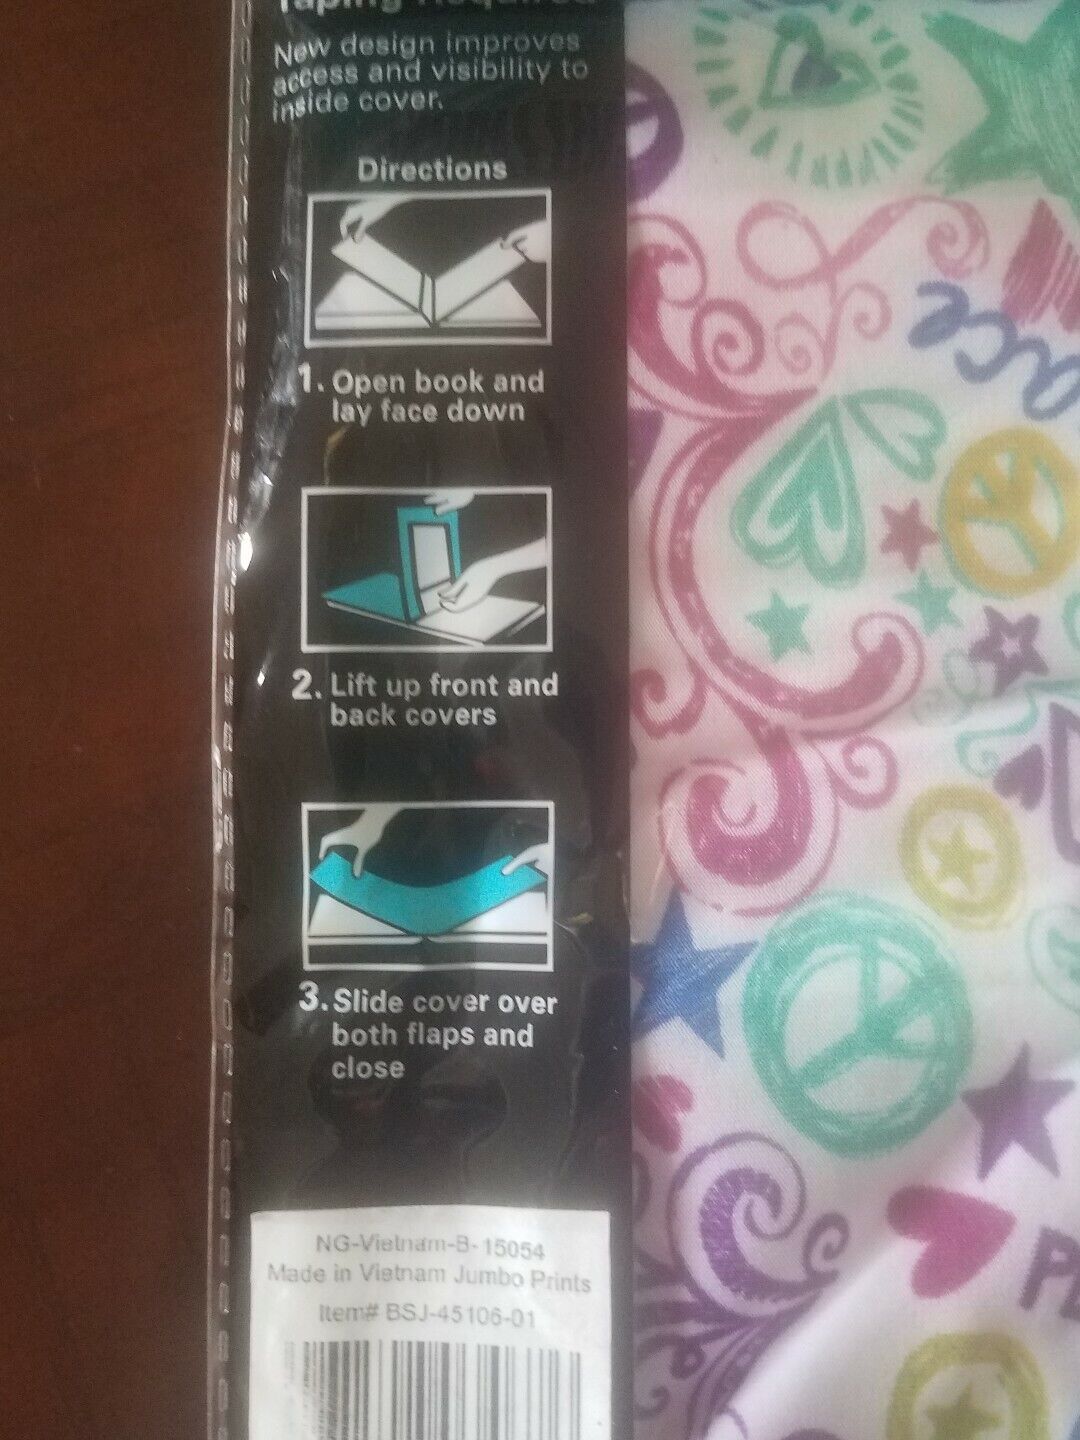 Taping Required
New design improves
access and visibility to
inside cover.
Directions
1. Open book and
lay face down
2. Lift up front and
back covers
3. Slide cover over
both flaps and
close
NG-Vietnam-B-15054
Made in Vietnam Jumbo Prints
Item# BSJ-45106-01